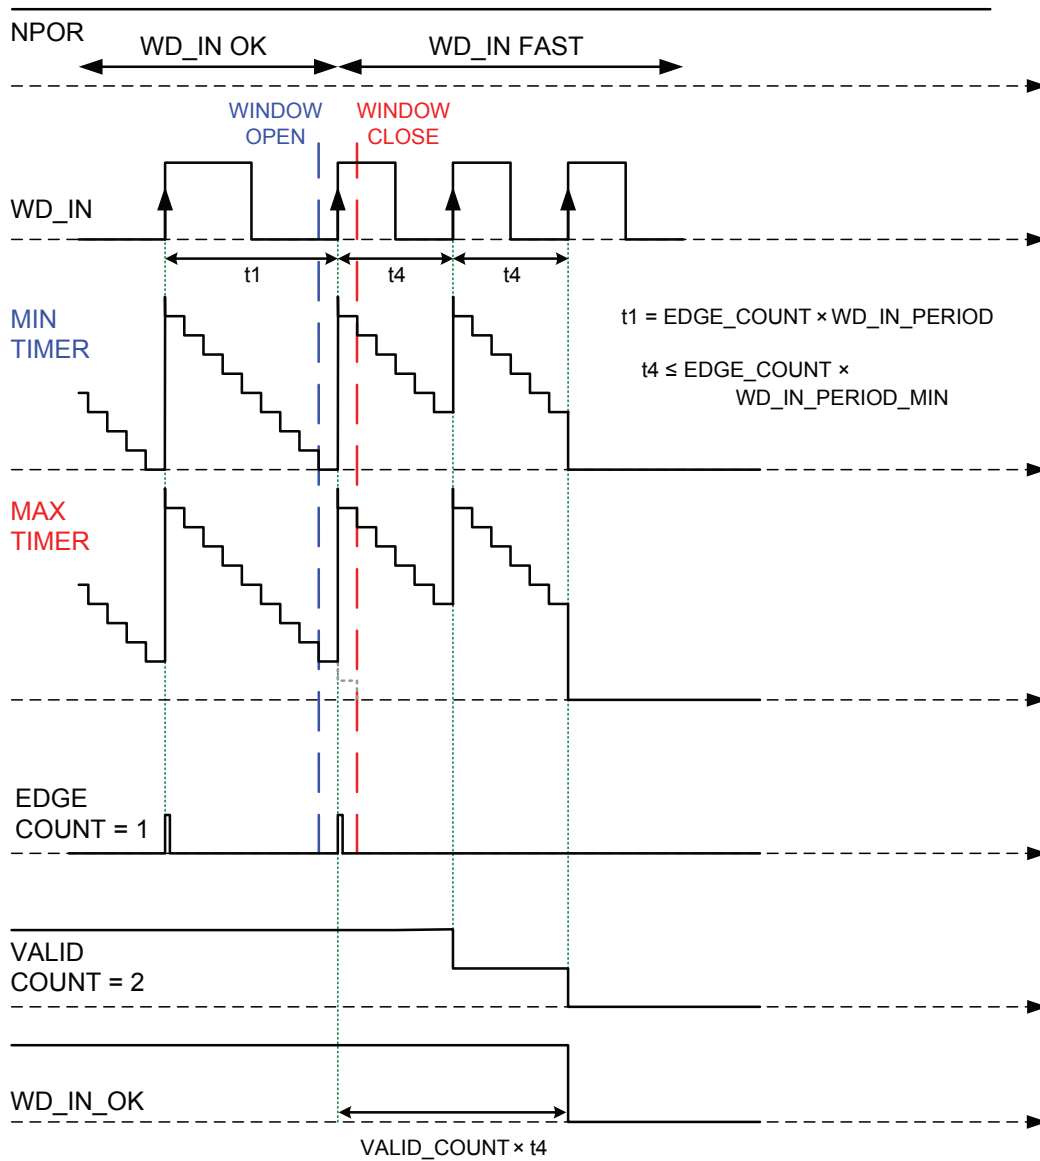 NPOR
WD_IN OK
WD_IN FAST
WINDOW
OPEN
WINDOW
CLOSE
WD_IN
t1
t4
t4
MIN
TIMER
t1 = EDGE_COUNT × WD_IN_PERIOD
t4 ≤ EDGE_COUNT ×
WD_IN_PERIOD_MIN
MAX
TIMER
EDGE
COUNT = 1
VALID
COUNT = 2
WD_IN_OK
VALID_COUNT × t4